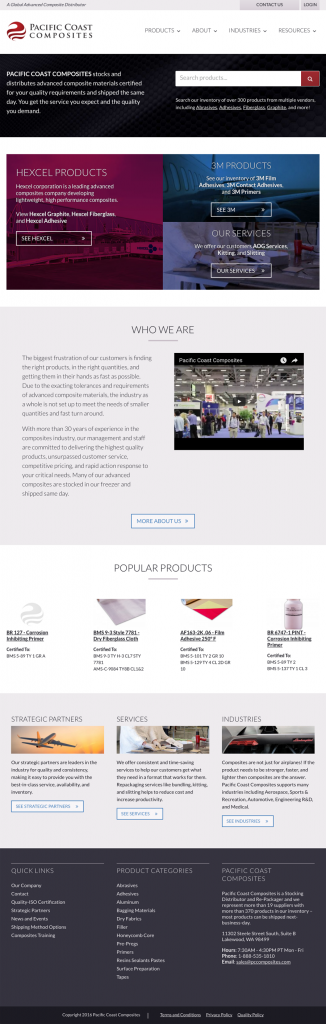 A Global Advanced Composite Distributor
CONTACT US
LOGIN
PACIFIC COAST
COMPOSITES
PRODUCTS
ABOUT
INDUSTRIES
RESOURCES
PACIFIC COAST COMPOSITES stocks and
distributes advanced composite materials certified
for your quality requirements and shipped the same
day. You get the service you expect and the quality
you demand.
Search products...
Search our inventory of over 300 products from multiple vendors,
including Abrasives, Adhesives, Fiberglass, Graphite, and more!
HEXCEL PRODUCTS
Hexcel corporation is a leading advanced
composites company developing
lightweight, high performance composites.
View Hexcel Graphite, Hexcel Fiberglass,
and Hexcel Adhesive
SEE HEXCEL »
3M PRODUCTS
See our inventory of 3M Film
Adhesives, 3M Contact Adhesives,
and 3M Primers
SEE 3M »
OUR SERVICES
We offer our customers AOG Services,
Kitting, and Slitting
OUR SERVICES »
WHO WE ARE
The biggest frustration of our customers is finding
the right products, in the right quantities, and
getting them in their hands as fast as possible.
Due to the exacting tolerances and requirements
of advanced composite materials, the industry as
a whole is not set up to meet the needs of smaller
quantities and fast turn around.
With more than 30 years of experience in the
composites industry, our management and staff
are committed to delivering the highest quality
products, unsurpassed customer service,
competitive pricing, and rapid action response to
your critical needs. Many of our advanced
composites are stocked in our freezer and
shipped same day.
Pacific Coast Composites
MORE ABOUT US »
POPULAR PRODUCTS
BR 127 - Corrosion
Inhibiting Primer
Certified To:
BMS 5-89 TY 1 GR A
BMS 9-3 Style 7781 -
Dry Fiberglass Cloth
Certified To:
BMS 9-3 TY H-3 CL7 STY
7781
AMS-C-9084 TYBB CL1&2
AF163-2K .06 - Film
Adhesive 250°F
Certified To:
BMS 5-101 TY 2 GR 10
BMS 5-129 TY 4 CL 2D GR
10
BR 6747-1 PINT -
Corrosion Inhibiting
Primer
Certified To:
BMS 5-89 TY 2
BMS 5-137 TY 1 CL 3
STRATEGIC PARTNERS
Our strategic partners are leaders in the
industry for quality and consistency,
making it easy to provide you with the
best-in-class service, availability, and
inventory.
SEE STRATEGIC PARTNERS »
SERVICES
We offer consistent and time-saving
services to help our customers get what
they need in a format that works for them.
Repackaging services like bundling, kitting,
and slitting helps to reduce cost and
increase productivity.
SEE SERVICES »
INDUSTRIES
Composites are not just for airplanes! If the
product needs to be stronger, faster, and
lighter then composites are the answer.
Pacific Coast Composites supports many
industries including Aerospace, Sports &
Recreation, Automotive, Engineering R&D,
and Medical.
SEE INDUSTRIES »
QUICK LINKS
Our Company
Contact
Quality-ISO Certification
Strategic Partners
News and Events
Shipping Method Options
Composites Training
PRODUCT CATEGORIES
Abrasives
Adhesives
Aluminum
Bagging Materials
Dry Fabrics
Filler
Honeycomb Core
Pre-Pregs
Primers
Resins Sealants Pastes
Surface Preparation
Tapes
PACIFIC COAST
COMPOSITES
Pacific Coast Composites is a Stocking
Distributor and Re-Packager and we
represent more than 19 suppliers with
more than 370 products in our inventory -
most products can be shipped next-
business-day.
11302 Steele Street South, Suite B
Lakewood, WA 98499
Hours: 7:30AM - 4:30PM PT Mon - Fri
Phone: 1-888-535-1810
Email: sales@pccomposites.com
Copyright 2016 Pacific Coast Composites
Terms and Conditions
Privacy Policy
Quality Policy